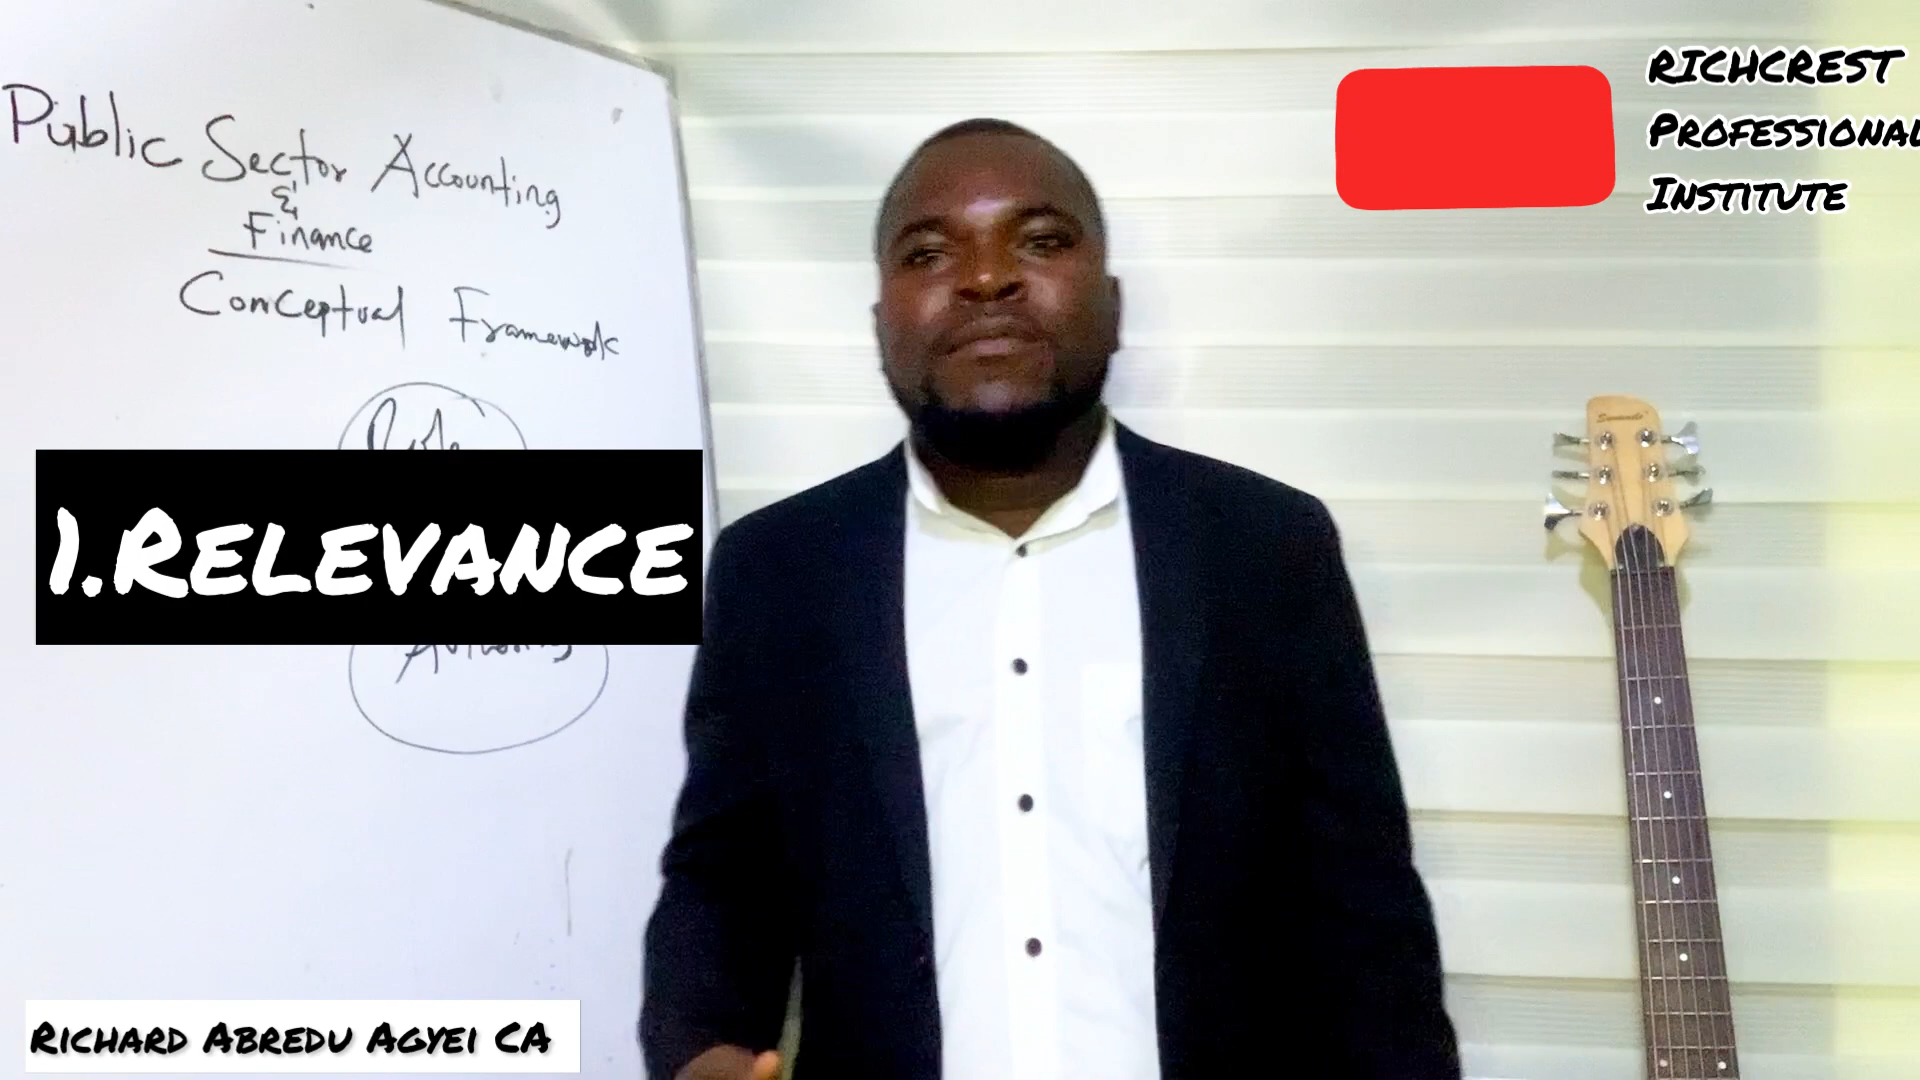 Public Sector Accounting
&
Finance
Conceptual Framework
1.Relevance
RICHCREST
Professional
Institute
Richard Abredu Agyei CA